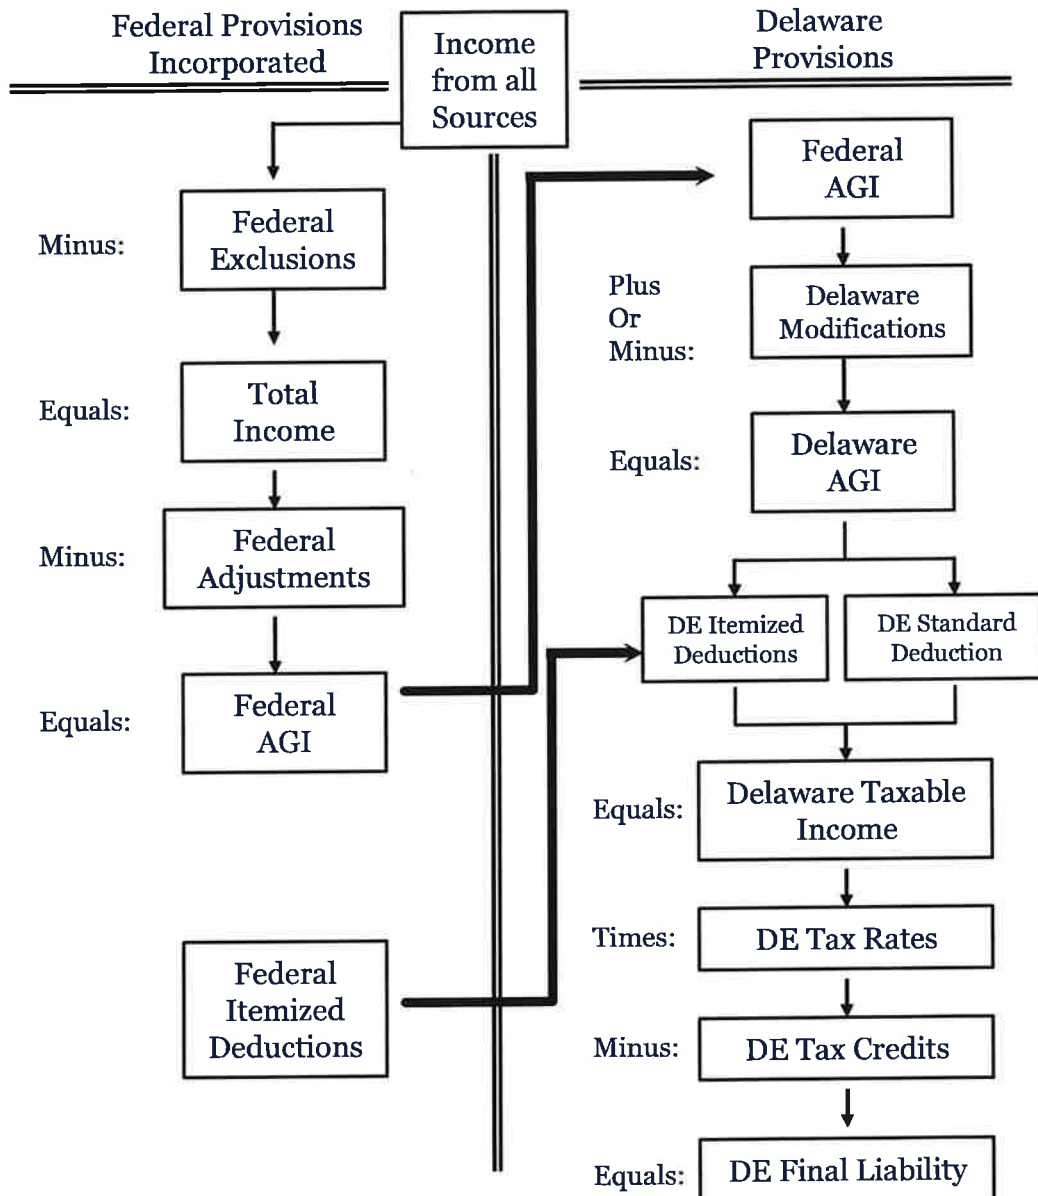 Federal Provisions
Incorporated
Income
from all
Sources
Delaware
Provisions
Minus:
Federal
Exclusions
Equals:
Total
Income
Minus:
Federal
Adjustments
Equals:
Federal
AGI
Federal
Itemized
Deductions
Federal
AGI
Plus
Or
Minus:
Delaware
Modifications
Equals:
Delaware
AGI
DE Itemized
Deductions
DE Standard
Deduction
Equals:
Delaware Taxable
Income
Times:
DE Tax Rates
Minus:
DE Tax Credits
Equals:
DE Final Liability